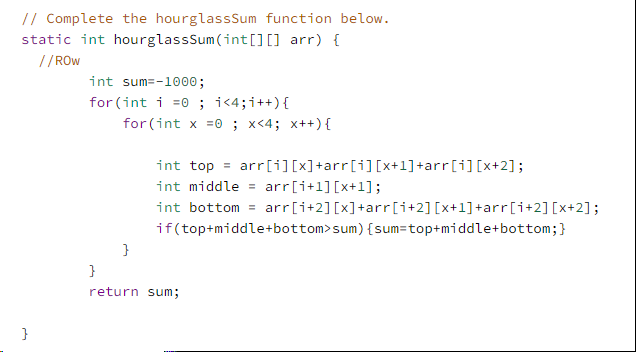 // Complete the hourglassSum function below.
static int hourglassSum(int[][] arr) {
//ROw
int sum=-1000;
for(int i =0 ; i<4;i++){
for(int x =0 ; x<4; x++){
int top = arr[i][x]+arr[i][x+1]+arr[i][x+2];
int middle = arr[i+1][x+1];
int bottom = arr[i+2][x]+arr[i+2][x+1]+arr[i+2][x+2];
if(top+middle+bottom>sum){sum=top+middle+bottom;}
}
}
return sum;
}